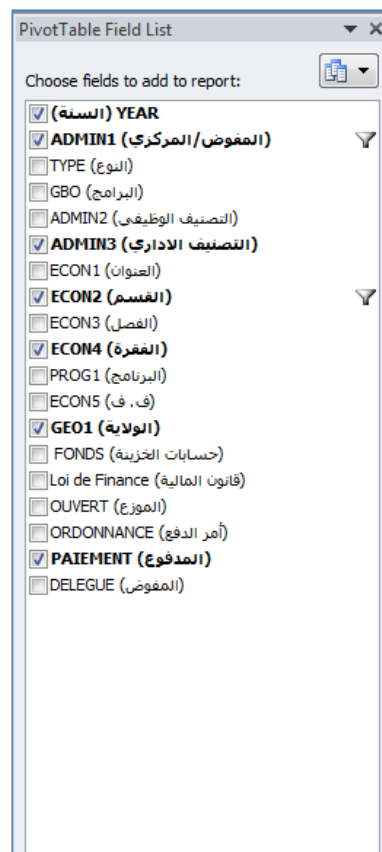 PivotTable Field List
Choose fields to add to report:
YEAR (السنة)
ADMIN1 (المفوض/المركزي)
TYPE (النوع)
GBO (البرامج)
ADMIN2 (التصنيف الوظيفي)
ADMIN3 (التصنيف الاداري)
ECON1 (العنوان)
ECON2 (القسم)
ECON3 (الفصل)
ECON4 (الفقرة)
PROG1 (البرنامج)
ECON5 (ف. ف)
GEO1 (الولاية)
FONDS (حسابات الخزينة)
Loi de Finance (قانون المالية)
OUVERT (الموزع)
ORDONNANCE (أمر الدفع)
PAIEMENT (المدفوع)
DELEGUE (المفوض)